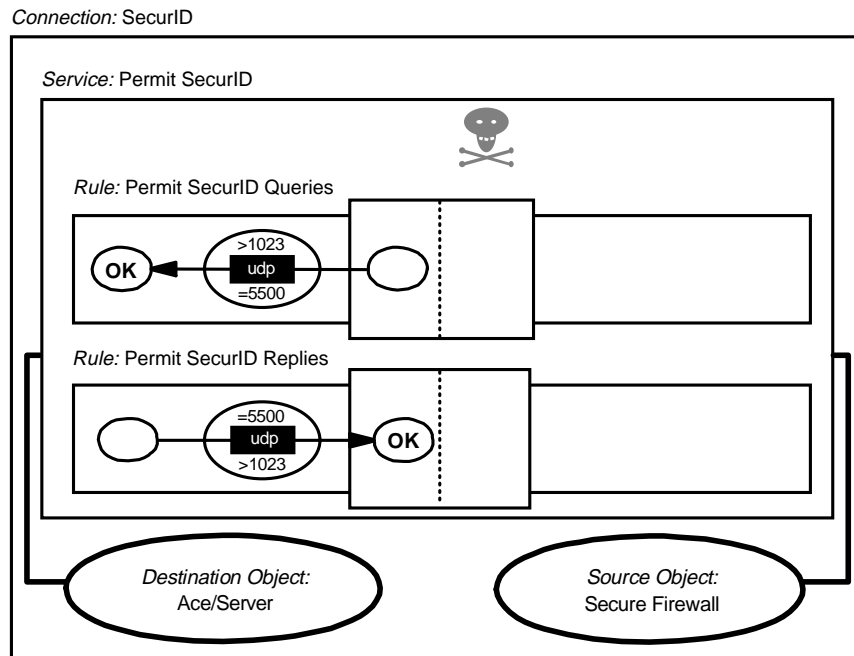 Connection: SecurID
Service: Permit SecurID
Rule: Permit SecurID Queries
>1023
OK
udp
=5500
Rule: Permit SecurID Replies
=5500
udp
OK
>1023
Destination Object:
Ace/Server
Source Object:
Secure Firewall